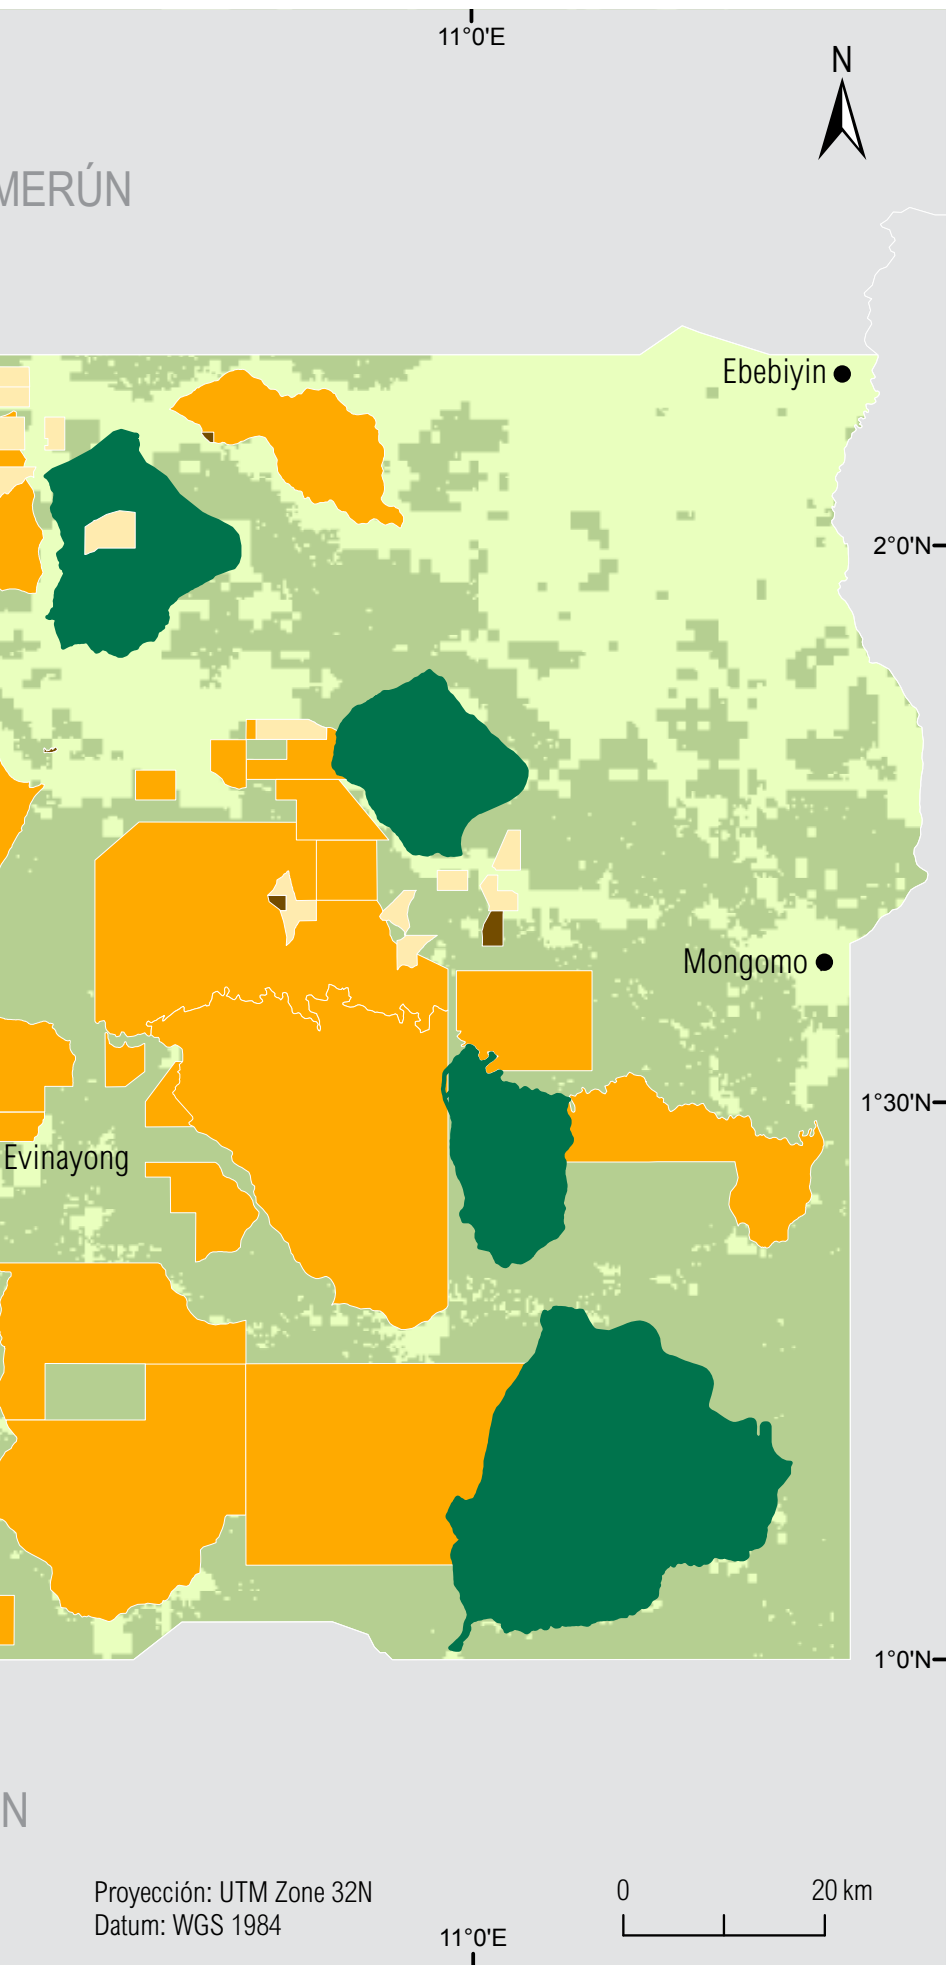 11°0'E
N
MERÚN
Ebebiyin
2°0'N
Mongomo
1°30'N
Evinayong
1°0'N
N
Proyección: UTM Zone 32N
Datum: WGS 1984
0 20 km
11°0'E